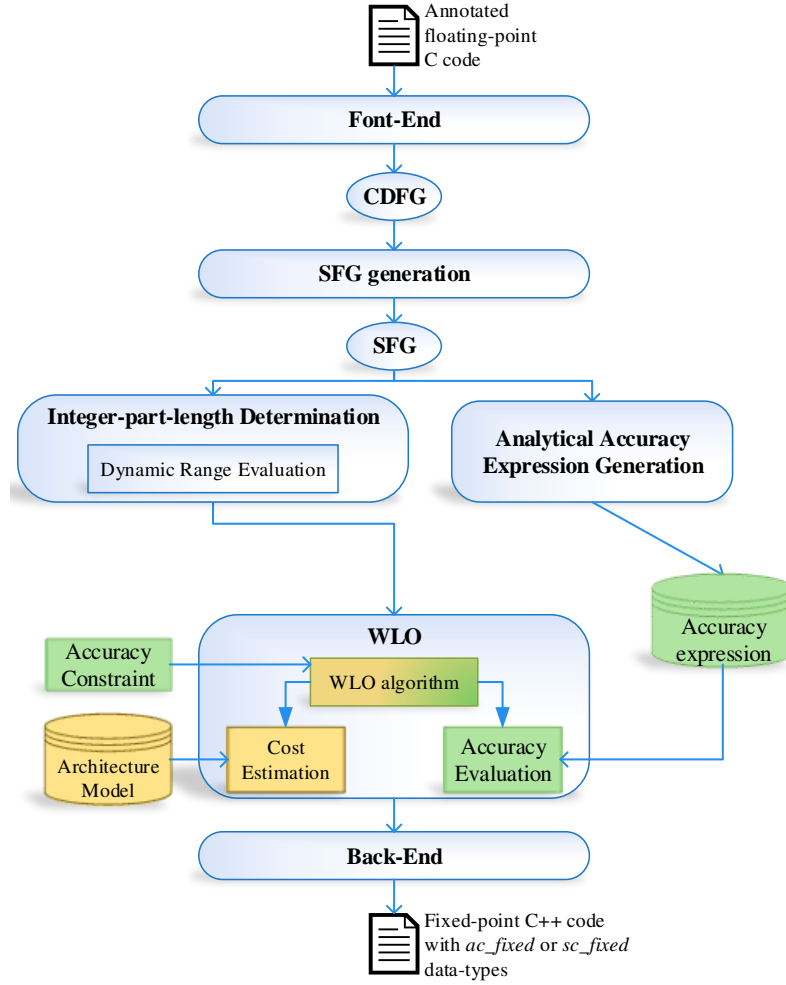 Annotated
floating-point
C code
Font-End
CDFG
SFG generation
SFG
Integer-part-length Determination
Dynamic Range Evaluation
Analytical Accuracy
Expression Generation
WLO
Accuracy
Constraint
WLO algorithm
Accuracy
expression
Architecture
Model
Cost
Estimation
Accuracy
Evaluation
Back-End
Fixed-point C++ code
with ac_fixed or sc_fixed
data-types